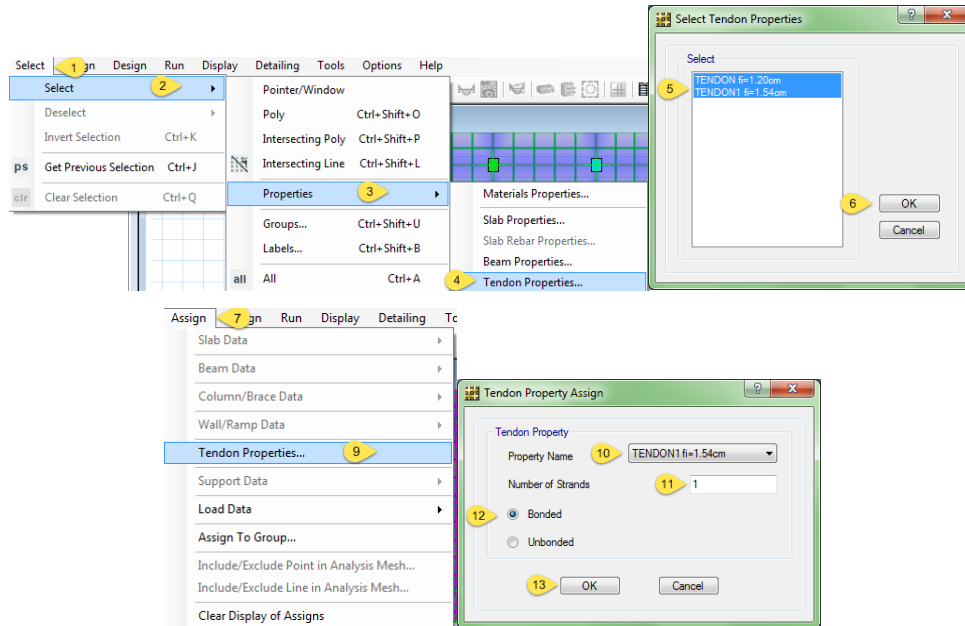 Select 1 gn Design Run Display Detailing Tools Options Help
Select 2
Deselect
Invert Selection Ctrl+K
ps Get Previous Selection Ctrl+J
clr Clear Selection Ctrl+Q
Pointer/Window
Poly Ctrl+Shift+O
Intersecting Poly Ctrl+Shift+P
Intersecting Line Ctrl+Shift+L
Properties 3
Groups... Ctrl+Shift+U
Labels... Ctrl+Shift+B
all All Ctrl+A
Materials Properties...
Slab Properties...
Slab Rebar Properties...
Beam Properties...
4 Tendon Properties...
Select Tendon Properties
Select
TENDON fi=1.20cm
5 TENDON1 fi=1.54cm
6 OK
Cancel
Assign 7 gn Run Display Detailing To
Slab Data
Beam Data
Column/Brace Data
Wall/Ramp Data
Tendon Properties... 9
Support Data
Load Data
Assign To Group...
Include/Exclude Point in Analysis Mesh...
Include/Exclude Line in Analysis Mesh...
Clear Display of Assigns
Tendon Property Assign
Tendon Property
Property Name 10 TENDON1 fi=1.54cm
Number of Strands 11 1
12 Bonded
Unbonded
13 OK Cancel